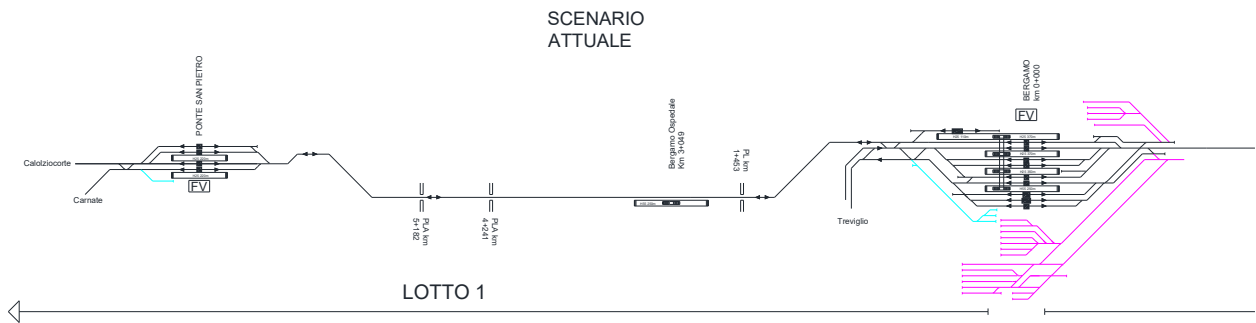 SCENARIO
ATTUALE
PONTE SAN PIETRO
BERGAMO
km 0+000
FV
Bergamo Ospedale
Km 3+049
PL km
1+453
Calolziocorte
FV
Carnate
PLA km
5+182
PLA km
4+241
Treviglio
LOTTO 1